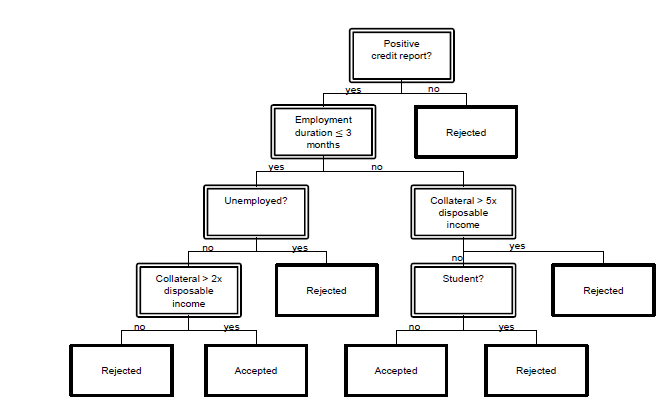 Positive
credit report?
yes
no
Employment
duration ≤ 3
months
Rejected
yes
no
Unemployed?
Collateral > 5x
disposable
income
no
yes
no
yes
Collateral > 2x
disposable
income
Rejected
Student?
Rejected
no
yes
no
yes
Rejected
Accepted
Accepted
Rejected